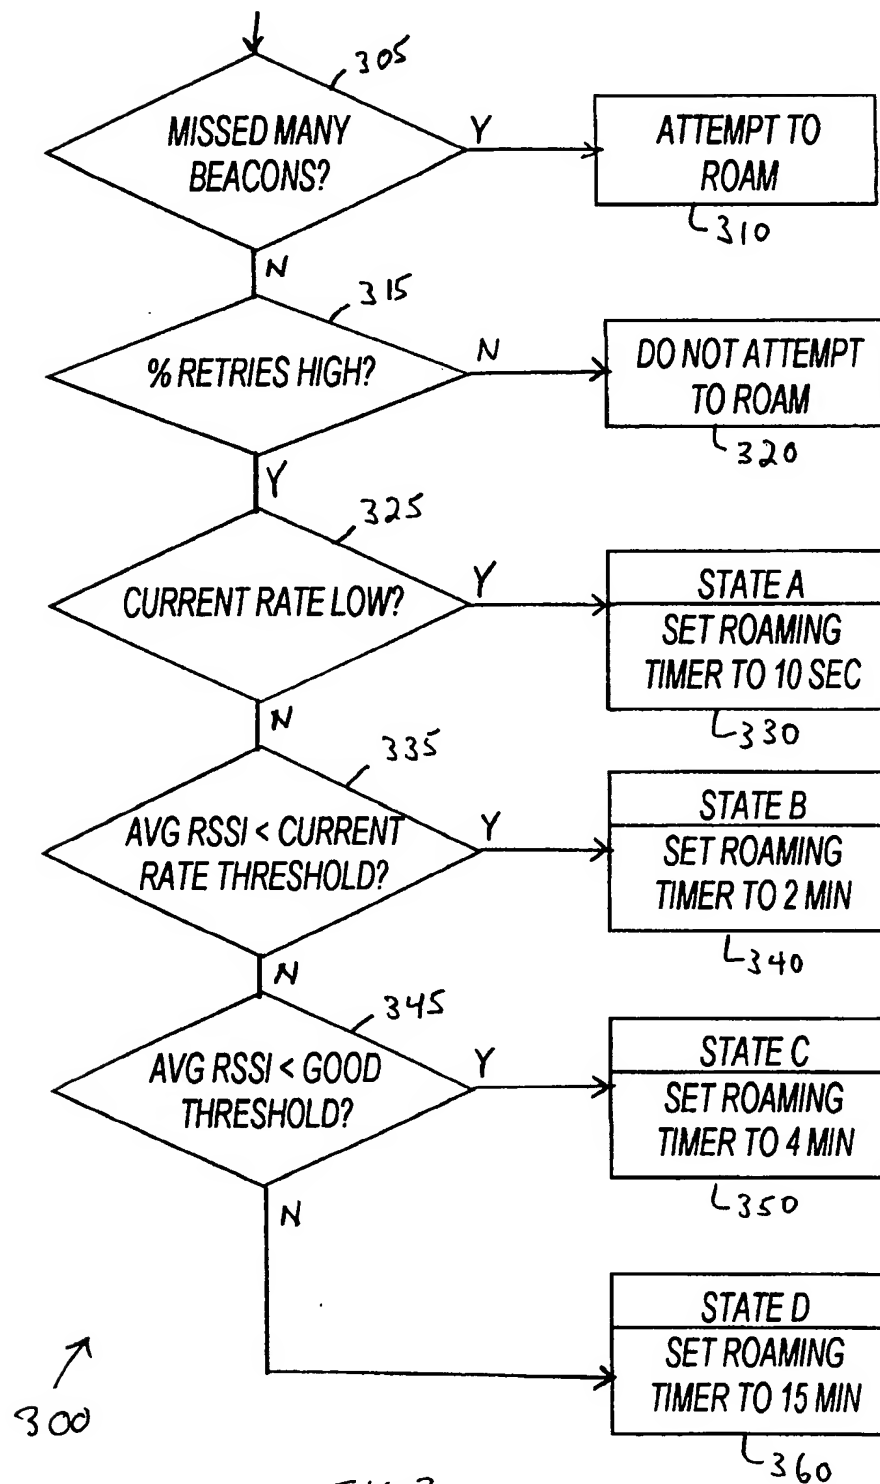 305
MISSED MANY
BEACONS?
Y
ATTEMPT TO
ROAM
310
N
315
% RETRIES HIGH?
N
DO NOT ATTEMPT
TO ROAM
320
Y
325
CURRENT RATE LOW?
Y
STATE A
SET ROAMING
TIMER TO 10 SEC
330
N
335
AVG RSSI < CURRENT
RATE THRESHOLD?
Y
STATE B
SET ROAMING
TIMER TO 2 MIN
340
N
345
AVG RSSI < GOOD
THRESHOLD?
Y
STATE C
SET ROAMING
TIMER TO 4 MIN
350
N
STATE D
SET ROAMING
TIMER TO 15 MIN
360
300